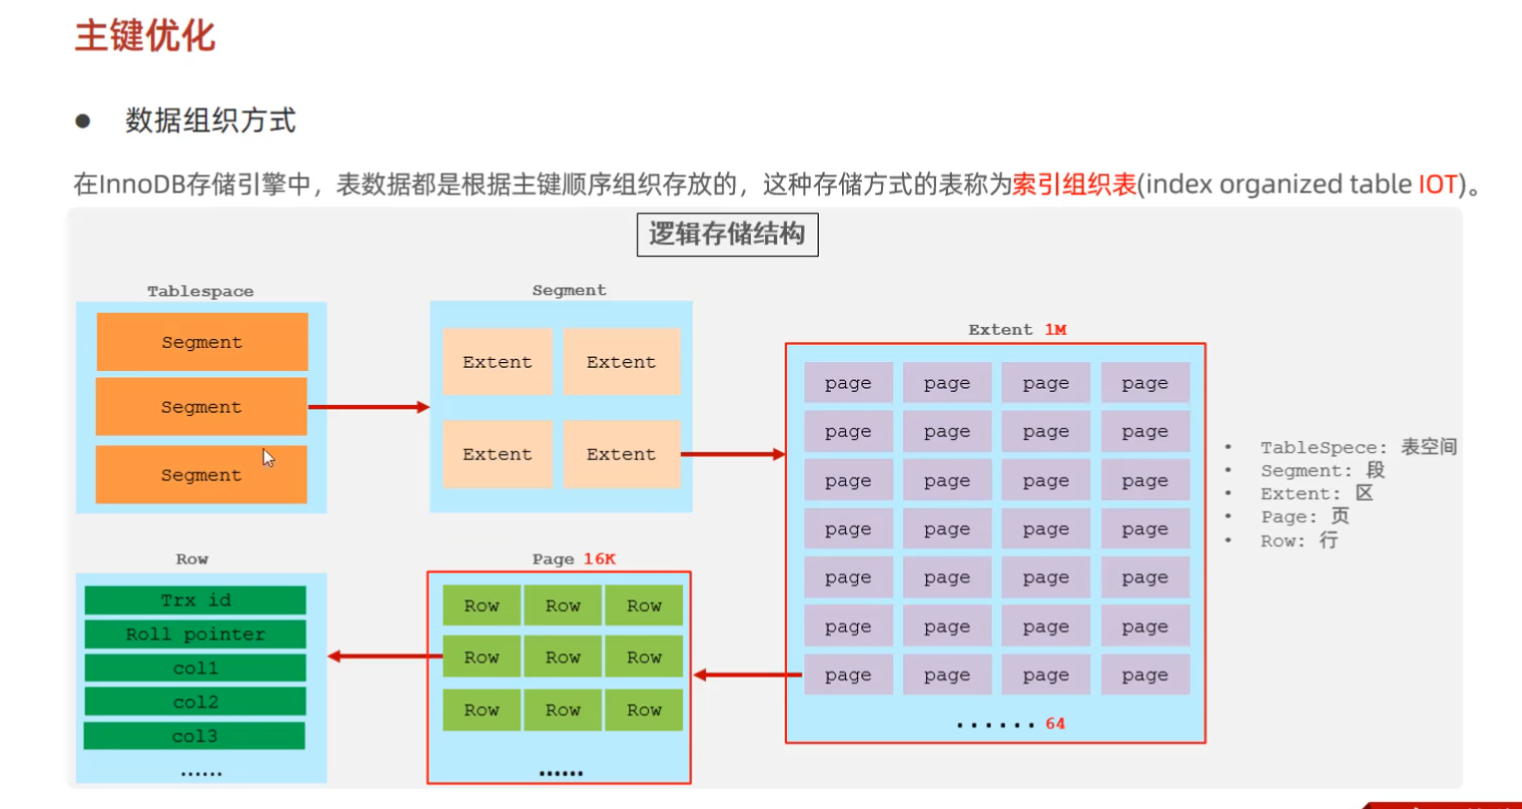 主键优化
● 数据组织方式
在InnoDB存储引擎中，表数据都是根据主键顺序组织存放的，这种存储方式的表称为索引组织表(index organized table IOT)。
逻辑存储结构
Tablespace
Segment
Segment
Segment
Segment
Extent Extent
Extent Extent
Extent 1M
page page page page
page page page page
page page page page
page page page page
page page page page
page page page page
page page page page
...... 64
• TableSpece: 表空间
• Segment: 段
• Extent: 区
• Page: 页
• Row: 行
Row
Trx id
Roll pointer
col1
col2
col3
......
Page 16K
Row Row Row
Row Row Row
Row Row Row
......